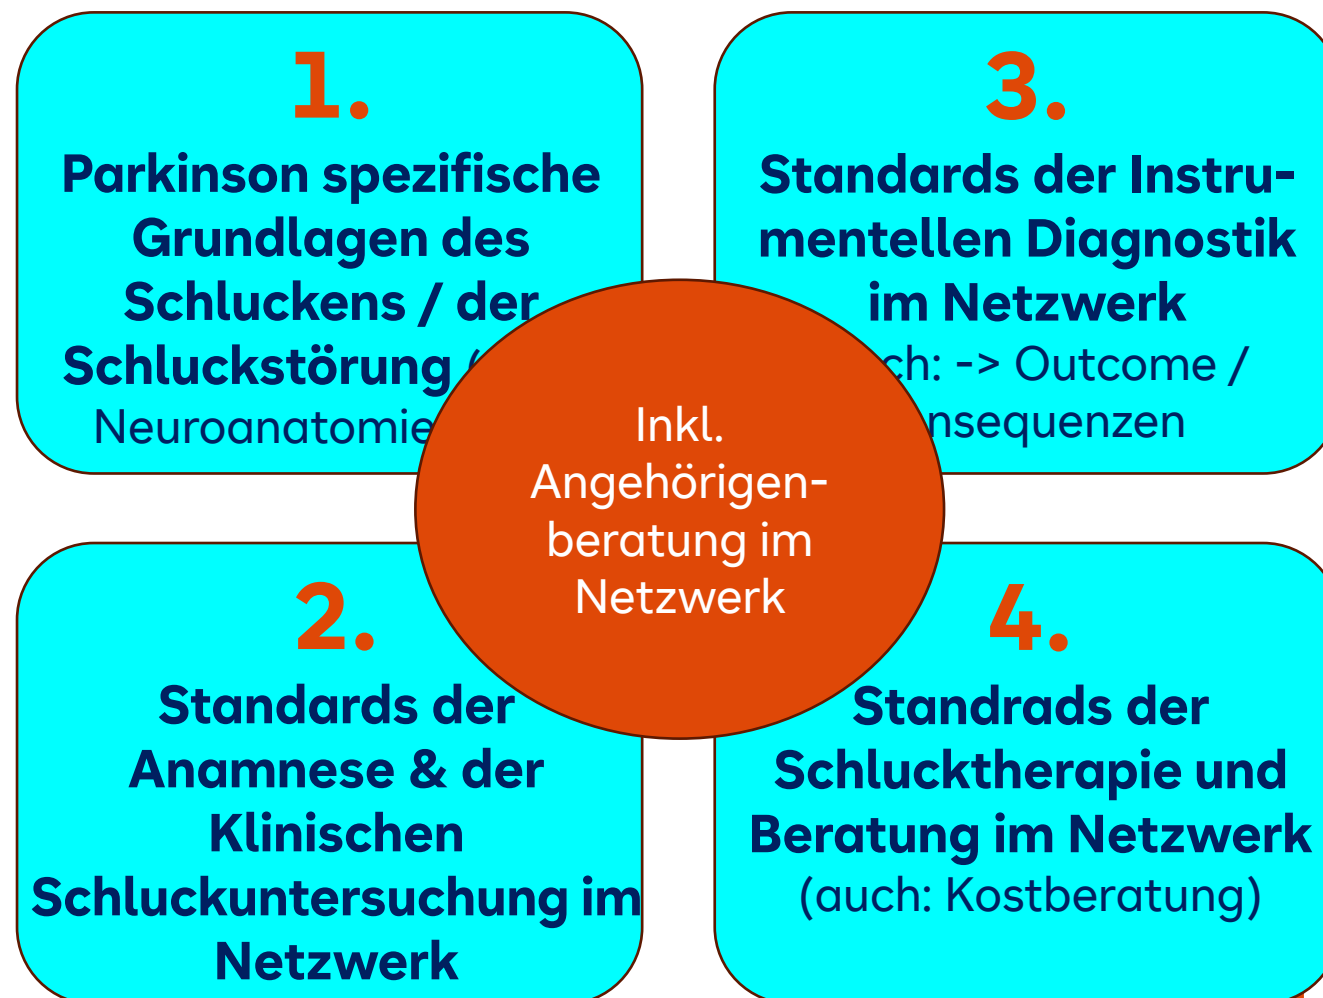 1.
Parkinson spezifische
Grundlagen des
Schluckens / der
Schluckstörung (
Neuroanatomie
2.
Standards der
Anamnese & der
Klinischen
Schluckuntersuchung im
Netzwerk
3.
Standards der Instru-
mentellen Diagnostik
im Netzwerk
-> Outcome /
Inkl.
Angehörigen-
beratung im
Netzwerk
4.
Standrads der
Schlucktherapie und
Beratung im Netzwerk
(auch: Kostberatung)